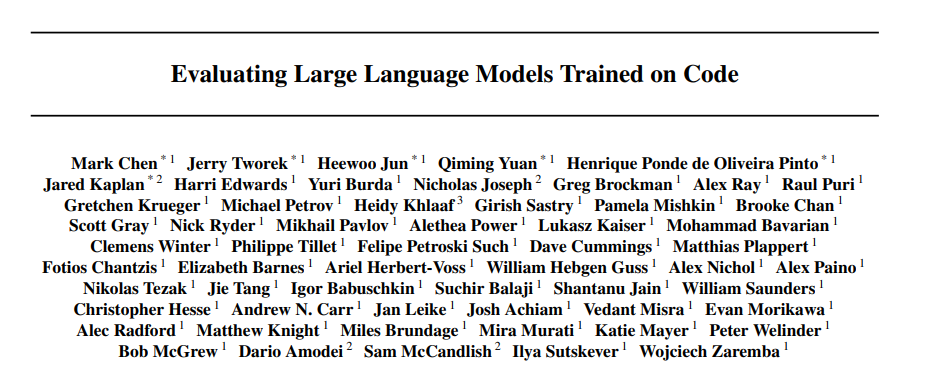 Evaluating Large Language Models Trained on Code
Mark Chen * 1 Jerry Tworek * 1 Heewoo Jun * 1 Qiming Yuan * 1 Henrique Ponde de Oliveira Pinto * 1
Jared Kaplan * 2 Harri Edwards 1 Yuri Burda 1 Nicholas Joseph 2 Greg Brockman 1 Alex Ray 1 Raul Puri 1
Gretchen Krueger 1 Michael Petrov 1 Heidy Khlaaf 3 Girish Sastry 1 Pamela Mishkin 1 Brooke Chan 1
Scott Gray 1 Nick Ryder 1 Mikhail Pavlov 1 Alethea Power 1 Lukasz Kaiser 1 Mohammad Bavarian 1
Clemens Winter 1 Philippe Tillet 1 Felipe Petroski Such 1 Dave Cummings 1 Matthias Plappert 1
Fotios Chantzis 1 Elizabeth Barnes 1 Ariel Herbert-Voss 1 William Hebgen Guss 1 Alex Nichol 1 Alex Paino 1
Nikolas Tezak 1 Jie Tang 1 Igor Babuschkin 1 Suchir Balaji 1 Shantanu Jain 1 William Saunders 1
Christopher Hesse 1 Andrew N. Carr 1 Jan Leike 1 Josh Achiam 1 Vedant Misra 1 Evan Morikawa 1
Alec Radford 1 Matthew Knight 1 Miles Brundage 1 Mira Murati 1 Katie Mayer 1 Peter Welinder 1
Bob McGrew 1 Dario Amodei 2 Sam McCandlish 2 Ilya Sutskever 1 Wojciech Zaremba 1